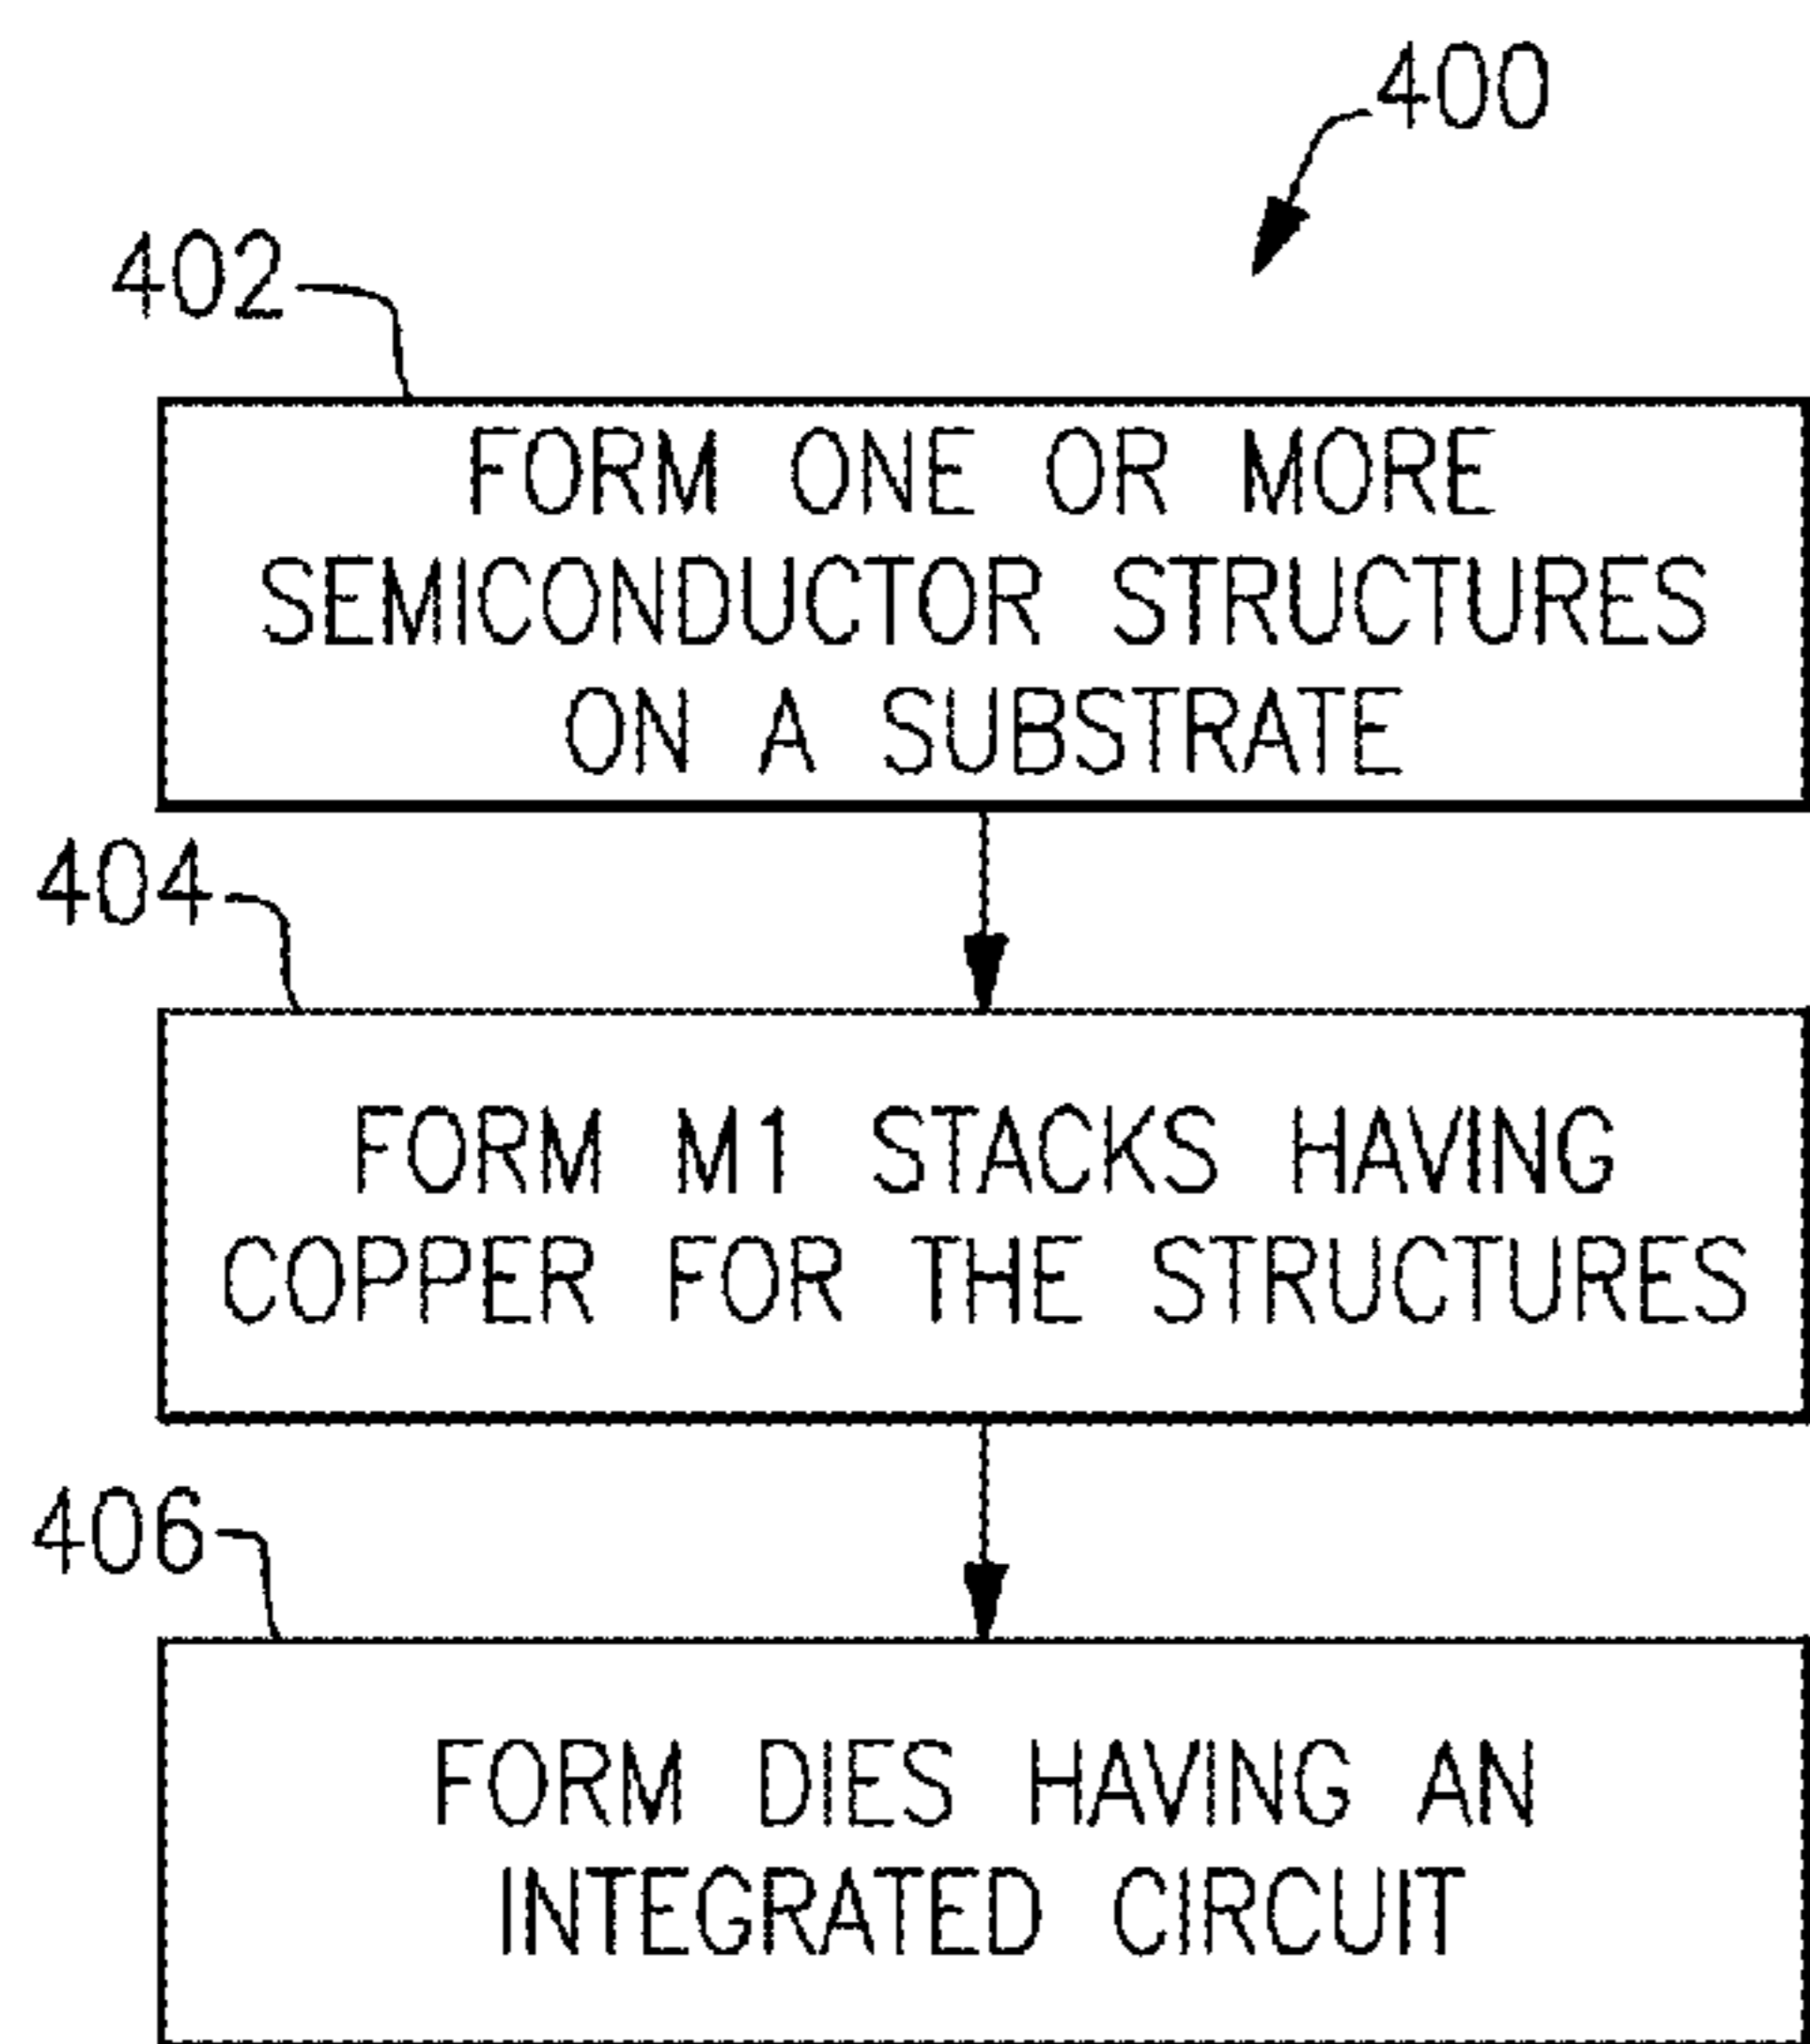 400
402
FORM ONE OR MORE
SEMICONDUCTOR STRUCTURES
ON A SUBSTRATE
404
FORM M1 STACKS HAVING
COPPER FOR THE STRUCTURES
406
FORM DIES HAVING AN
INTEGRATED CIRCUIT